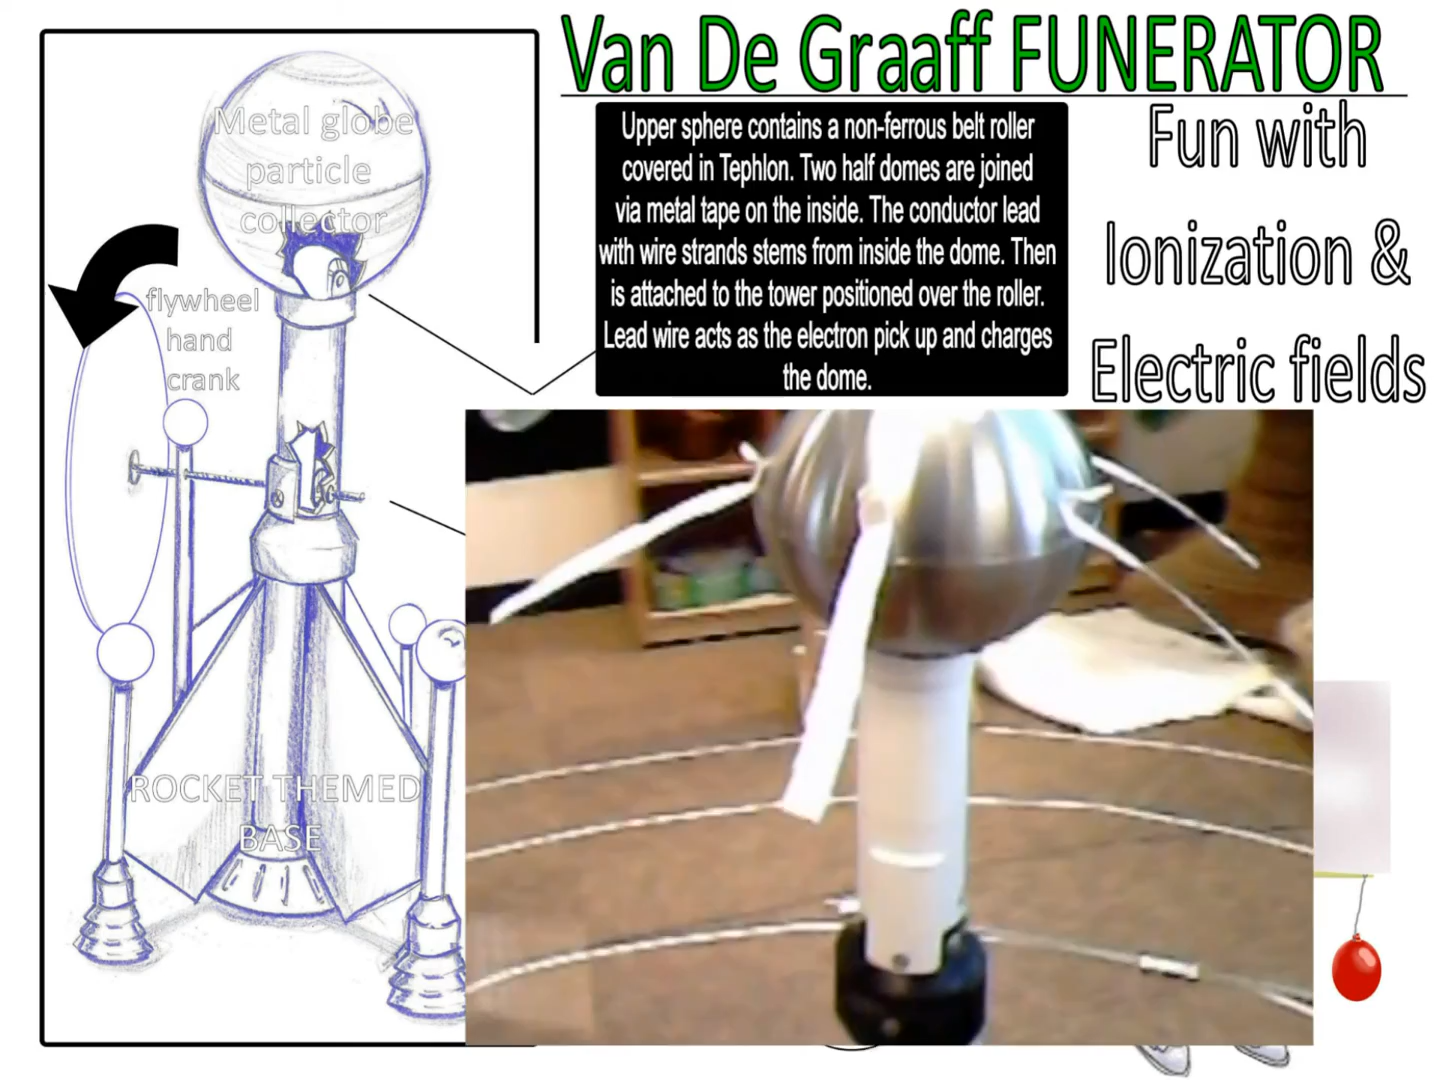 Van De Graaff FUNERATOR
Metal globe
particle
collector
flywheel
hand
crank
ROCKET THEMED
BASE
Upper sphere contains a non-ferrous belt roller
covered in Tephlon. Two half domes are joined
via metal tape on the inside. The conductor lead
with wire strands stems from inside the dome. Then
is attached to the tower positioned over the roller.
Lead wire acts as the electron pick up and charges
the dome.
Fun with
Ionization &
Electric fields